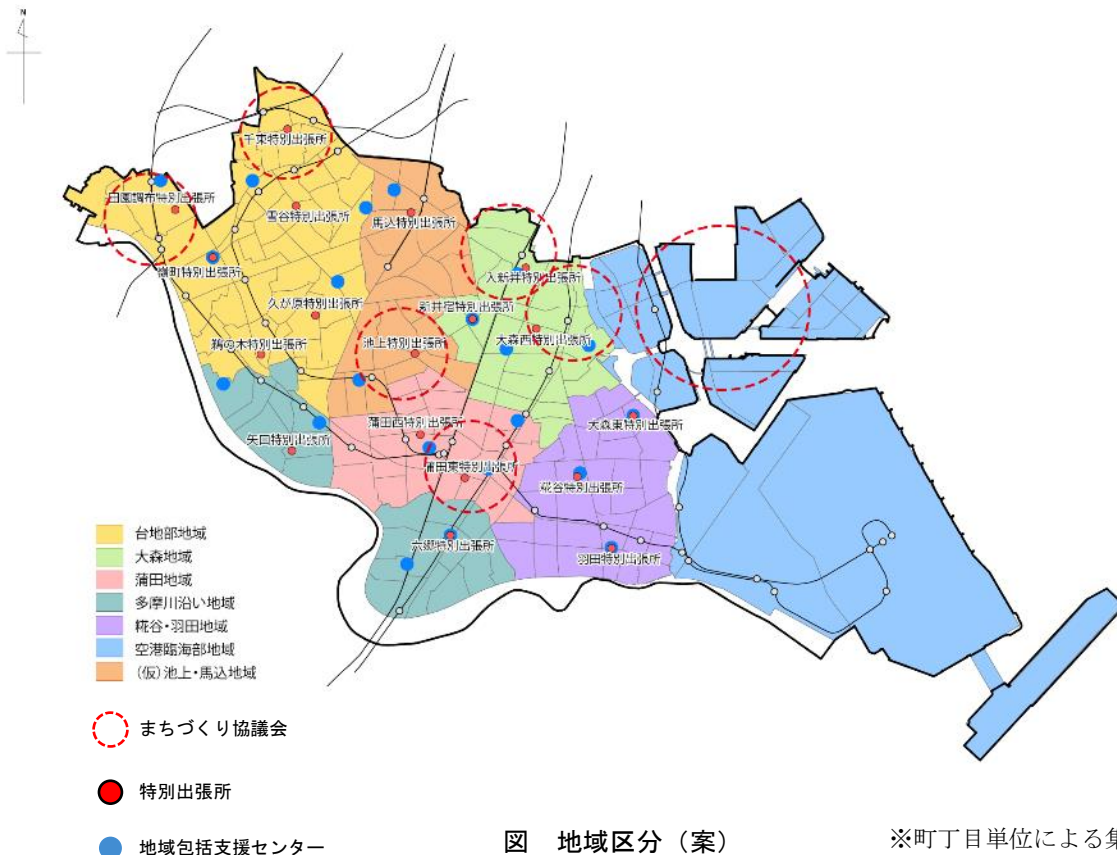 N
千束特別出張所
田園調布特別出張所
雪谷特別出張所
馬込特別出張所
嶺町特別出張所
入新井特別出張所
久が原特別出張所
新井宿特別出張所
大森西特別出張所
鵜の木特別出張所
池上特別出張所
蒲田西特別出張所
大森東特別出張所
矢口特別出張所
蒲田東特別出張所
糀谷特別出張所
六郷特別出張所
羽田特別出張所
台地部地域
大森地域
蒲田地域
多摩川沿い地域
糀谷・羽田地域
空港臨海部地域
(仮)池上・馬込地域
まちづくり協議会
特別出張所
地域包括支援センター
図 地域区分（案）
※町丁目単位による集